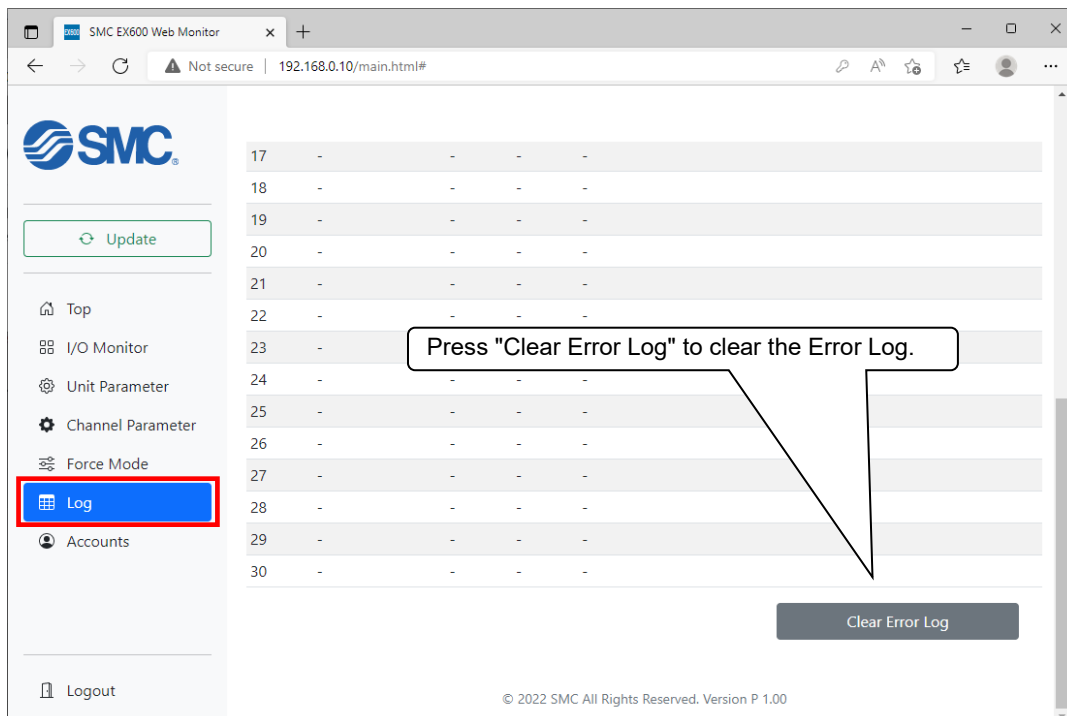 EX600 SMC EX600 Web Monitor
Not secure 192.168.0.10/main.html#
SMC®
Update
Top
I/O Monitor
Unit Parameter
Channel Parameter
Force Mode
Log
Accounts
Logout
17 - - - -
18 - - - -
19 - - - -
20 - - - -
21 - - - -
22 - - - -
23 -
24 - - - -
25 - - - -
26 - - - -
27 - - - -
28 - - - -
29 - - - -
30 - - - -
Press "Clear Error Log" to clear the Error Log.
Clear Error Log
© 2022 SMC All Rights Reserved. Version P 1.00